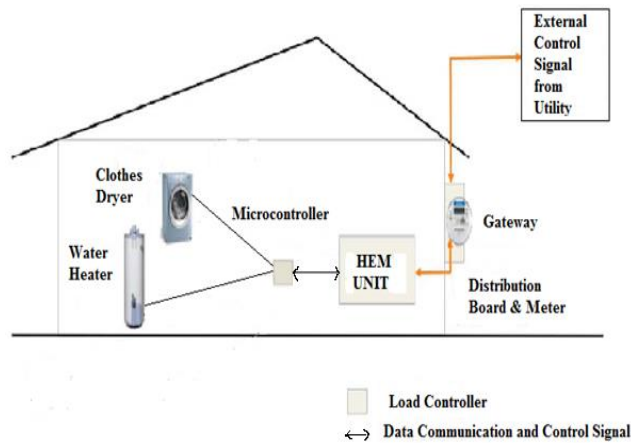 External
Control
Signal
from
Utility
Clothes
Dryer
Microcontroller
Gateway
Water
Heater
HEM
UNIT
Distribution
Board & Meter
Load Controller
Data Communication and Control Signal